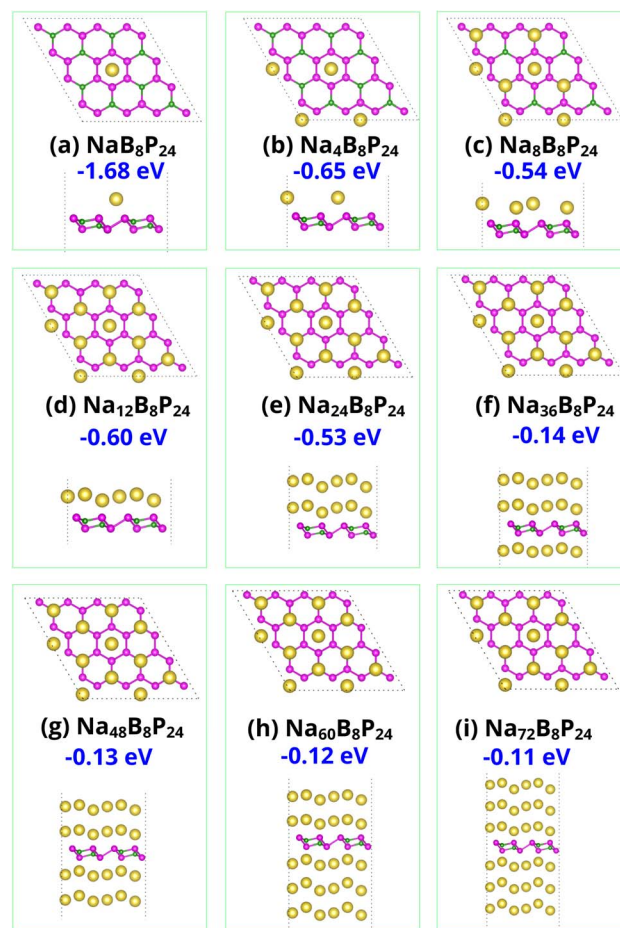 (a) NaB₈P₂₄
-1.68 eV
(b) Na₄B₈P₂₄
-0.65 eV
(c) Na₈B₈P₂₄
-0.54 eV
(d) Na₁₂B₈P₂₄
-0.60 eV
(e) Na₂₄B₈P₂₄
-0.53 eV
(f) Na₃₆B₈P₂₄
-0.14 eV
(g) Na₄₈B₈P₂₄
-0.13 eV
(h) Na₆₀B₈P₂₄
-0.12 eV
(i) Na₇₂B₈P₂₄
-0.11 eV